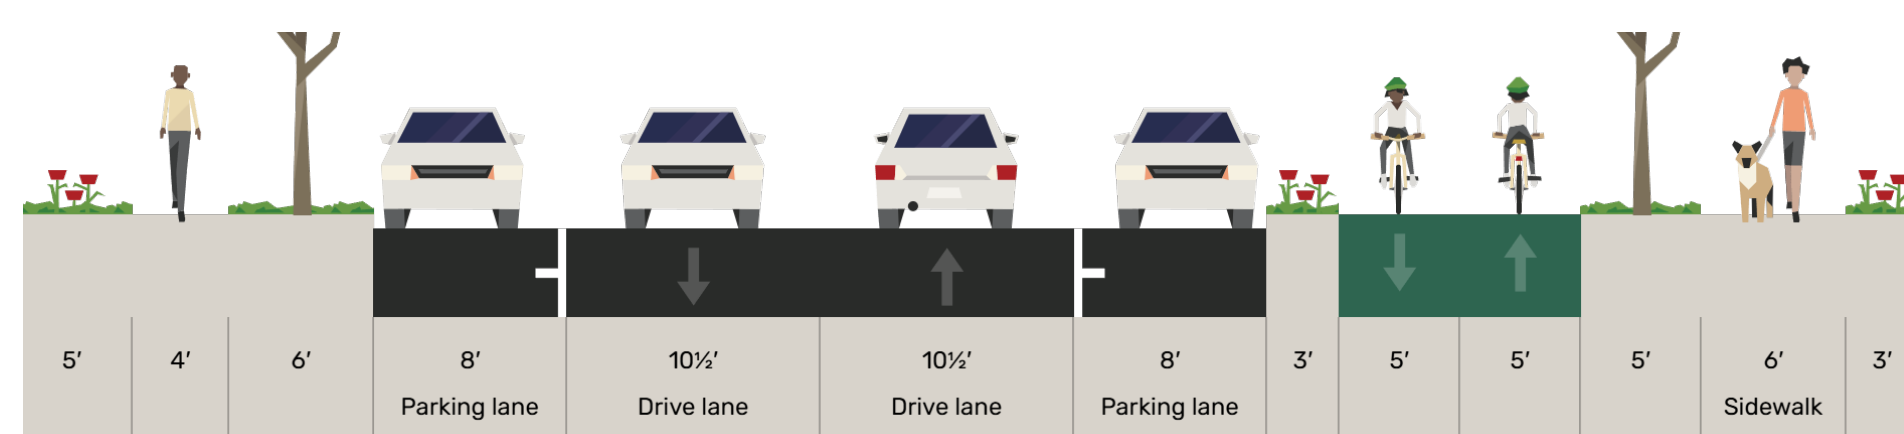 5′ 4′ 6′ 8′ 10½′ 10½′ 8′ 3′ 5′ 5′ 5′ 6′ 3′
Parking lane Drive lane Drive lane Parking lane Sidewalk